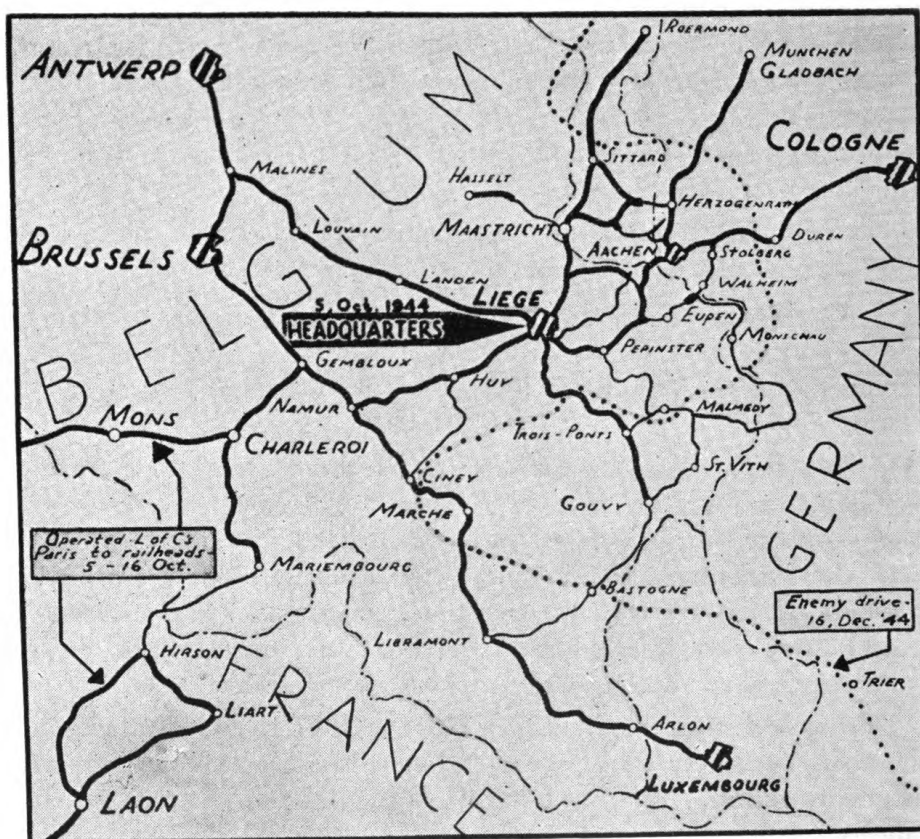 ROERMOND
MUNCHEN
GLADBACH
ANTWERP
COLOGNE
MALINES
SITTARD
HASSELT
HERZOGENRATH
LOUVAIN
MAASTRICHT
BRUSSELS
AACHEN
DUREN
STOLBERG
LANDEN
WALHEIM
LIEGE
5, Oct. 1944
HEADQUARTERS
EUPEN
MONSCHAU
PEPINSTER
GEMBLOUX
HUY
NAMUR
MALMEDY
MONS
TROIS-PONTS
CHARLEROI
ST. VITH
CINEY
MARCHE
GOUVY
BELGIUM
GERMANY
Operated-L of C's
Paris to railheads-
5-16 Oct.
MARIEMBOURG
BASTOGNE
Enemy drive-
16, Dec. '44
LIBRAMONT
HIRSON
TRIER
LIART
FRANCE
ARLON
LUXEMBOURG
LAON